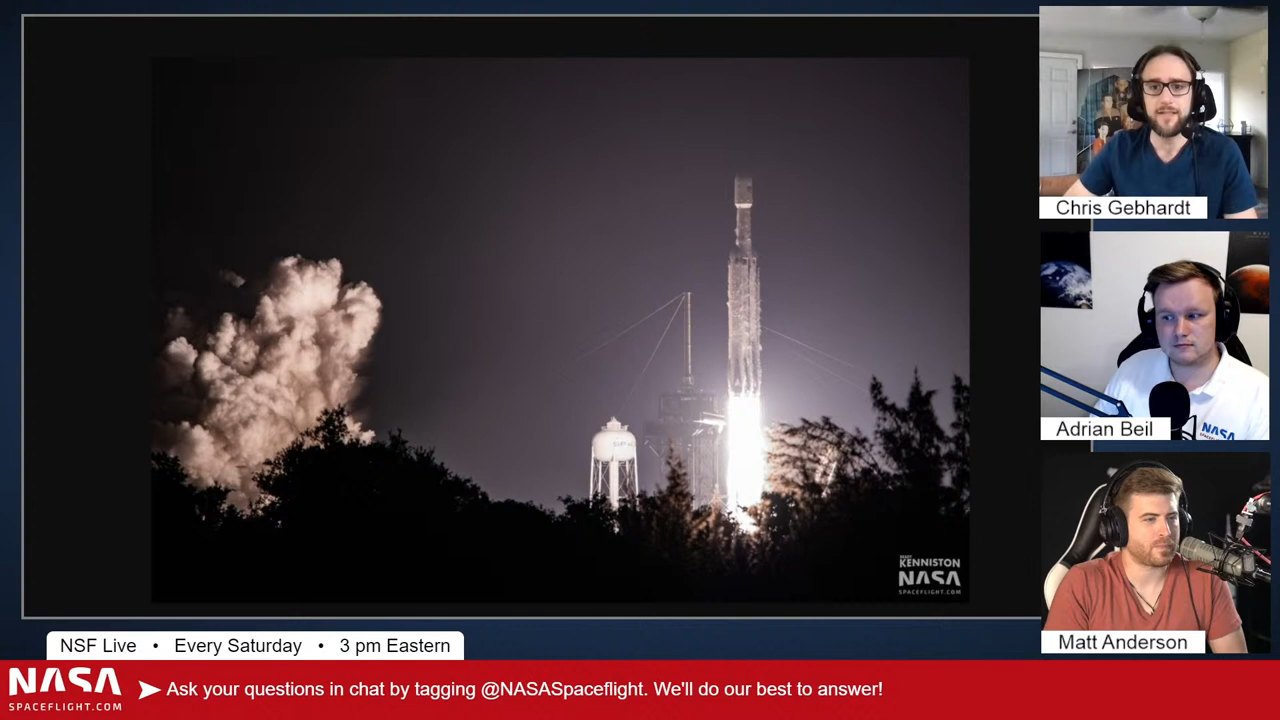 Chris Gebhardt
NASA
Adrian Beil
KENNISTON
NASA
SPACEFLIGHT.COM
Matt Anderson
NSF Live • Every Saturday • 3 pm Eastern
NASA
SPACEFLIGHT.COM
Ask your questions in chat by tagging @NASASpaceflight. We'll do our best to answer!